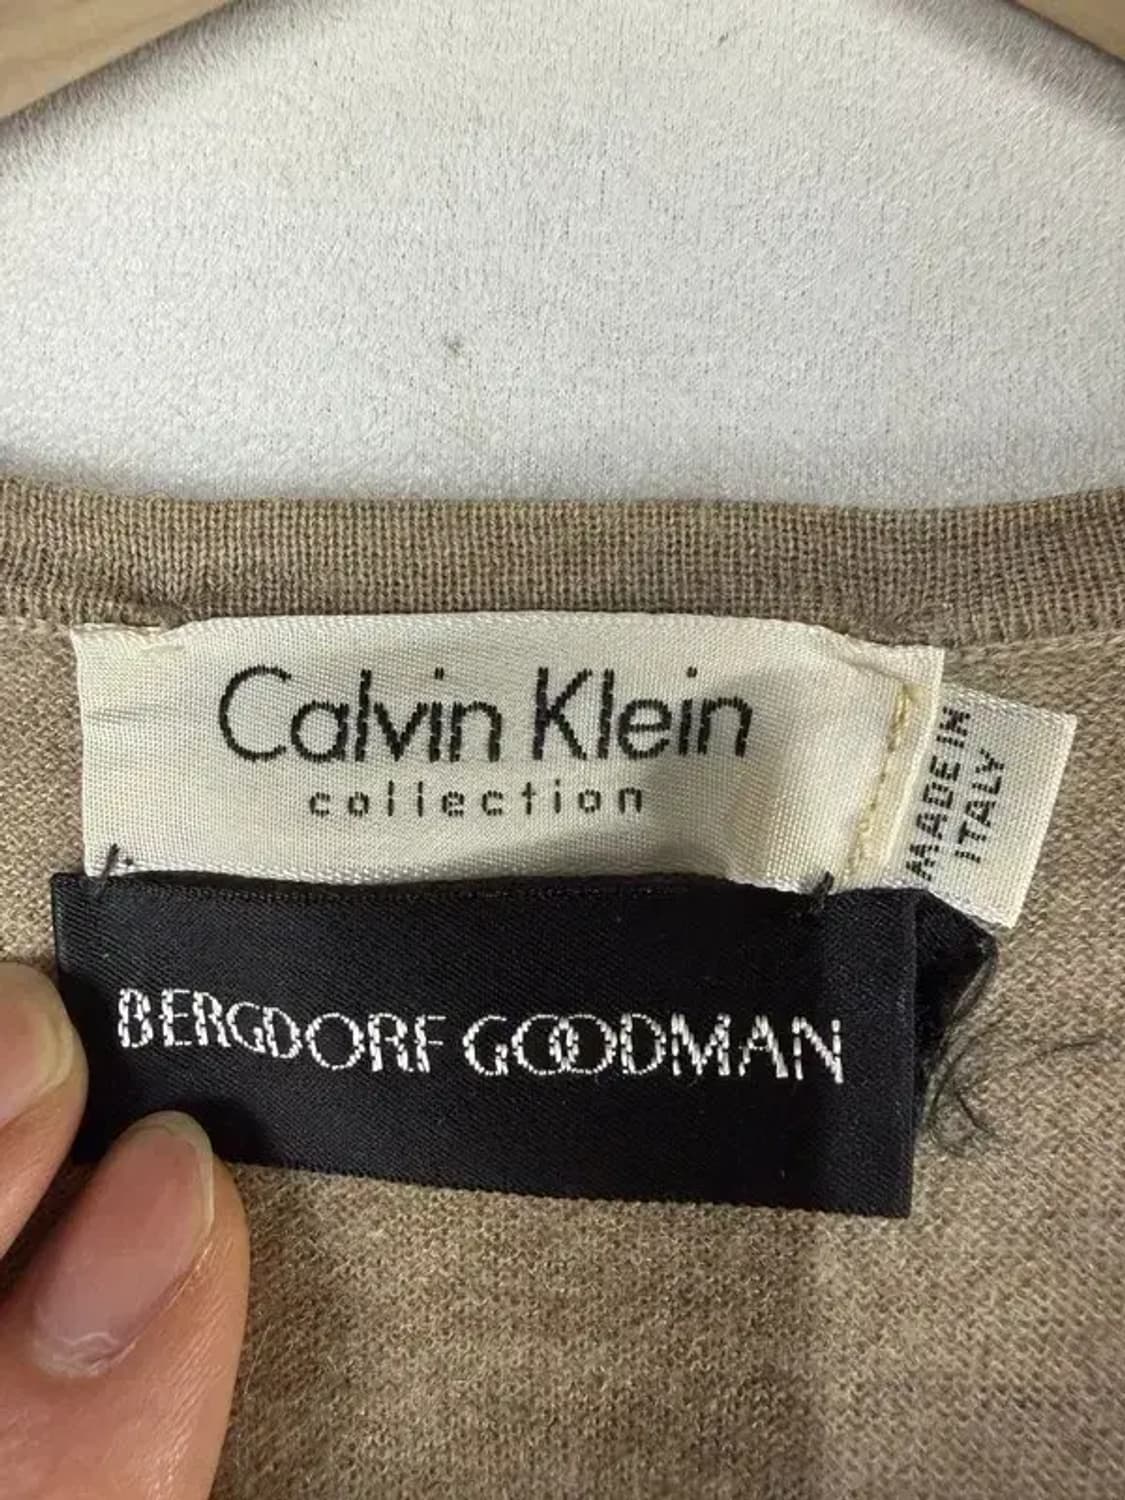 Calvin Klein
collection
MADE IN
ITALY
BERGDORF GOODMAN